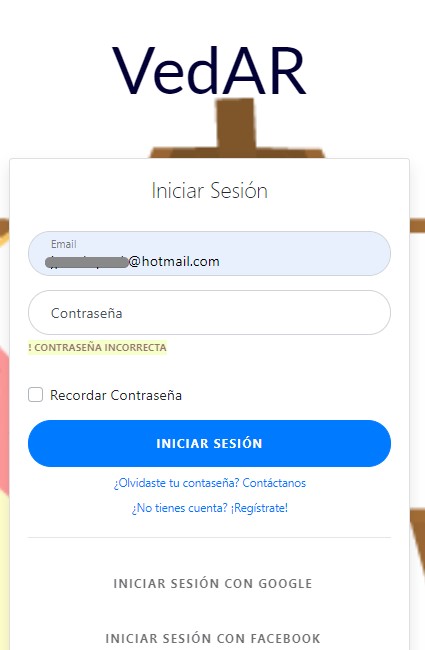 VedAR
Iniciar Sesión
Email
@hotmail.com
Contraseña
! CONTRASEÑA INCORRECTA
Recordar Contraseña
INICIAR SESIÓN
¿Olvidaste tu contaseña? Contáctanos
¿No tienes cuenta? ¡Regístrate!
INICIAR SESIÓN CON GOOGLE
INICIAR SESIÓN CON FACEBOOK